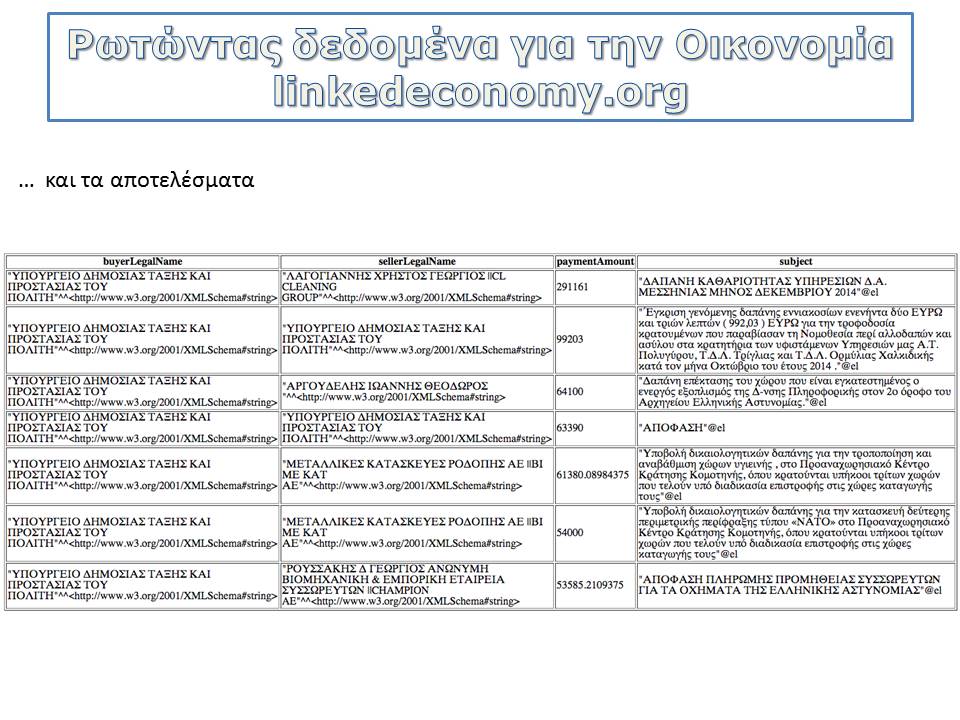 Ρωτώντας δεδομένα για την Οικονομία
linkedeconomy.org
... και τα αποτελέσματα
buyerLegalName sellerLegalName paymentAmount subject
"ΥΠΟΥΡΓΕΙΟ ΔΗΜΟΣΙΑΣ ΤΑΞΗΣ ΚΑΙ
ΠΡΟΣΤΑΣΙΑΣ ΤΟΥ
ΠΟΛΙΤΗ"^^<http://www.w3.org/2001/XMLSchema#string>
"ΛΑΓΟΓΙΑΝΝΗΣ ΧΡΗΣΤΟΣ ΓΕΩΡΓΙΟΣ ||CL
CLEANING
GROUP"^^<http://www.w3.org/2001/XMLSchema#string>
291161
"ΔΑΠΑΝΗ ΚΑΘΑΡΙΟΤΗΤΑΣ ΥΠΗΡΕΣΙΩΝ Δ.Α.
ΜΕΣΣΗΝΙΑΣ ΜΗΝΟΣ ΔΕΚΕΜΒΡΙΟΥ 2014"@el
"ΥΠΟΥΡΓΕΙΟ ΔΗΜΟΣΙΑΣ ΤΑΞΗΣ ΚΑΙ
ΠΡΟΣΤΑΣΙΑΣ ΤΟΥ
ΠΟΛΙΤΗ"^^<http://www.w3.org/2001/XMLSchema#string>
"ΥΠΟΥΡΓΕΙΟ ΔΗΜΟΣΙΑΣ ΤΑΞΗΣ ΚΑΙ
ΠΡΟΣΤΑΣΙΑΣ ΤΟΥ
ΠΟΛΙΤΗ"^^<http://www.w3.org/2001/XMLSchema#string>
99203
"Έγκριση γενόμενης δαπάνης εννιακοσίων ενενήντα δύο ΕΥΡΩ
και τριών λεπτών ( 992,03 ) ΕΥΡΩ για την τροφοδοσία
κρατουμένων που παραβίασαν τη Νομοθεσία περί αλλοδαπών και
ασύλου στα κρατητήρια των υφιστάμενων Υπηρεσιών μας Α.Τ.
Πολυγύρου, Τ.Δ.Λ. Τρίγλιας και Τ.Δ.Λ. Ορμύλιας Χαλκιδικής
κατά τον μήνα Οκτώβριο του έτους 2014 ."@el
"ΥΠΟΥΡΓΕΙΟ ΔΗΜΟΣΙΑΣ ΤΑΞΗΣ ΚΑΙ
ΠΡΟΣΤΑΣΙΑΣ ΤΟΥ
ΠΟΛΙΤΗ"^^<http://www.w3.org/2001/XMLSchema#string>
"ΑΡΓΟΥΔΕΛΗΣ ΙΩΑΝΝΗΣ ΘΕΟΔΩΡΟΣ
"^^<http://www.w3.org/2001/XMLSchema#string>
64100
"Δαπάνη επέκτασης του χώρου που είναι εγκατεστημένος ο
ενεργός εξοπλισμός της Δ-νσης Πληροφορικής στον 2ο όροφο του
Αρχηγείου Ελληνικής Αστυνομίας."@el
"ΥΠΟΥΡΓΕΙΟ ΔΗΜΟΣΙΑΣ ΤΑΞΗΣ ΚΑΙ
ΠΡΟΣΤΑΣΙΑΣ ΤΟΥ
ΠΟΛΙΤΗ"^^<http://www.w3.org/2001/XMLSchema#string>
"ΥΠΟΥΡΓΕΙΟ ΔΗΜΟΣΙΑΣ ΤΑΞΗΣ ΚΑΙ
ΠΡΟΣΤΑΣΙΑΣ ΤΟΥ
ΠΟΛΙΤΗ"^^<http://www.w3.org/2001/XMLSchema#string>
63390
"ΑΠΟΦΑΣΗ"@el
"ΥΠΟΥΡΓΕΙΟ ΔΗΜΟΣΙΑΣ ΤΑΞΗΣ ΚΑΙ
ΠΡΟΣΤΑΣΙΑΣ ΤΟΥ
ΠΟΛΙΤΗ"^^<http://www.w3.org/2001/XMLSchema#string>
"ΜΕΤΑΛΛΙΚΕΣ ΚΑΤΑΣΚΕΥΕΣ ΡΟΔΟΠΗΣ ΑΕ ||ΒΙ
ΜΕ ΚΑΤ
ΑΕ"^^<http://www.w3.org/2001/XMLSchema#string>
61380.08984375
"Υποβολή δικαιολογητικών δαπάνης για την τροποποίηση και
αναβάθμιση χώρων υγιεινής , στο Προαναχωρησιακό Κέντρο
Κράτησης Κομοτηνής, όπου κρατούνται υπήκοοι τρίτων χωρών
που τελούν υπό διαδικασία επιστροφής στις χώρες καταγωγής
τους"@el
"ΥΠΟΥΡΓΕΙΟ ΔΗΜΟΣΙΑΣ ΤΑΞΗΣ ΚΑΙ
ΠΡΟΣΤΑΣΙΑΣ ΤΟΥ
ΠΟΛΙΤΗ"^^<http://www.w3.org/2001/XMLSchema#string>
"ΜΕΤΑΛΛΙΚΕΣ ΚΑΤΑΣΚΕΥΕΣ ΡΟΔΟΠΗΣ ΑΕ ||ΒΙ
ΜΕ ΚΑΤ
ΑΕ"^^<http://www.w3.org/2001/XMLSchema#string>
54000
"Υποβολή δικαιολογητικών δαπάνης για την κατασκευή δεύτερης
περιμετρικής περίφραξης τύπου «ΝΑΤΟ» στο Προαναχωρησιακό
Κέντρο Κράτησης Κομοτηνής, όπου κρατούνται υπήκοοι τρίτων
χωρών που τελούν υπό διαδικασία επιστροφής στις χώρες
καταγωγής τους"@el
"ΥΠΟΥΡΓΕΙΟ ΔΗΜΟΣΙΑΣ ΤΑΞΗΣ ΚΑΙ
ΠΡΟΣΤΑΣΙΑΣ ΤΟΥ
ΠΟΛΙΤΗ"^^<http://www.w3.org/2001/XMLSchema#string>
"ΡΟΥΣΣΑΚΗΣ Δ ΓΕΩΡΓΙΟΣ ΑΝΩΝΥΜΗ
ΒΙΟΜΗΧΑΝΙΚΗ & ΕΜΠΟΡΙΚΗ ΕΤΑΙΡΕΙΑ
ΣΥΣΣΩΡΕΥΤΩΝ ||CHAMPION
ΑΕ"^^<http://www.w3.org/2001/XMLSchema#string>
53585.2109375
"ΑΠΟΦΑΣΗ ΠΛΗΡΩΜΗΣ ΠΡΟΜΗΘΕΙΑΣ ΣΥΣΣΩΡΕΥΤΩΝ
ΓΙΑ ΤΑ ΟΧΗΜΑΤΑ ΤΗΣ ΕΛΛΗΝΙΚΗΣ ΑΣΤΥΝΟΜΙΑΣ"@el